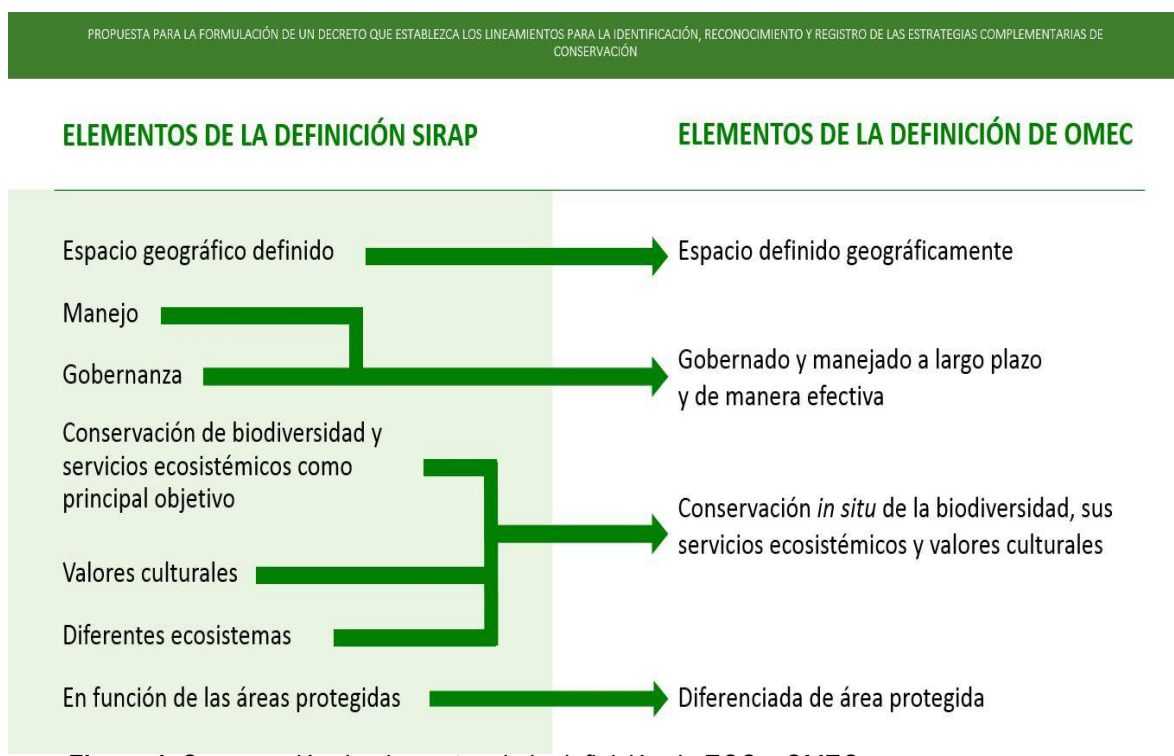 PROPUESTA PARA LA FORMULACIÓN DE UN DECRETO QUE ESTABLEZCA LOS LINEAMIENTOS PARA LA IDENTIFICACIÓN, RECONOCIMIENTO Y REGISTRO DE LAS ESTRATEGIAS COMPLEMENTARIAS DE
CONSERVACIÓN
ELEMENTOS DE LA DEFINICIÓN SIRAP
ELEMENTOS DE LA DEFINICIÓN DE OMEC
Espacio geográfico definido
Espacio definido geográficamente
Manejo
Gobernanza
Gobernado y manejado a largo plazo
y de manera efectiva
Conservación de biodiversidad y
servicios ecosistémicos como
principal objetivo
Valores culturales
Diferentes ecosistemas
Conservación in situ de la biodiversidad, sus
servicios ecosistémicos y valores culturales
En función de las áreas protegidas
Diferenciada de área protegida